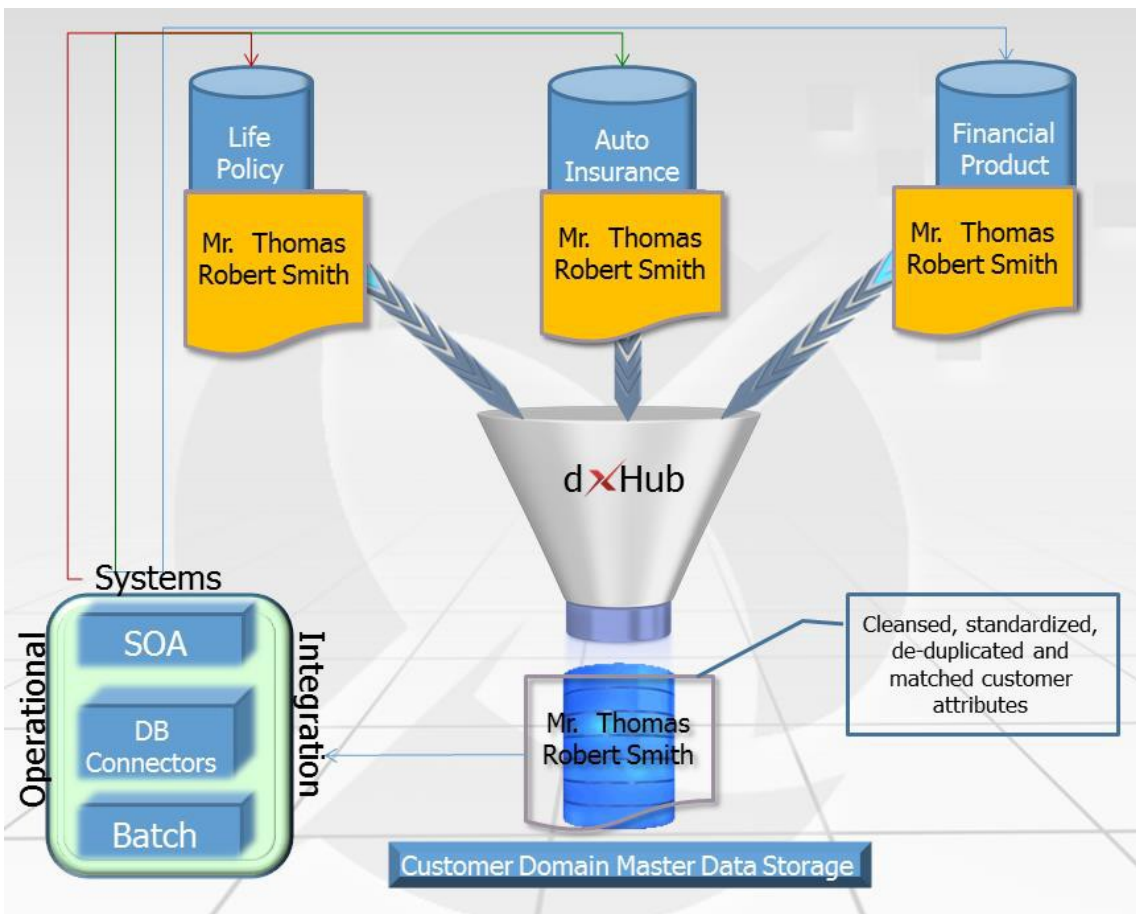 Life
Policy
Auto
Insurance
Financial
Product
Mr. Thomas
Robert Smith
Mr. Thomas
Robert Smith
Mr. Thomas
Robert Smith
dxHub
Systems
Operational
Integration
SOA
DB
Connectors
Batch
Mr. Thomas
Robert Smith
Cleansed, standardized,
de-duplicated and
matched customer
attributes
Customer Domain Master Data Storage